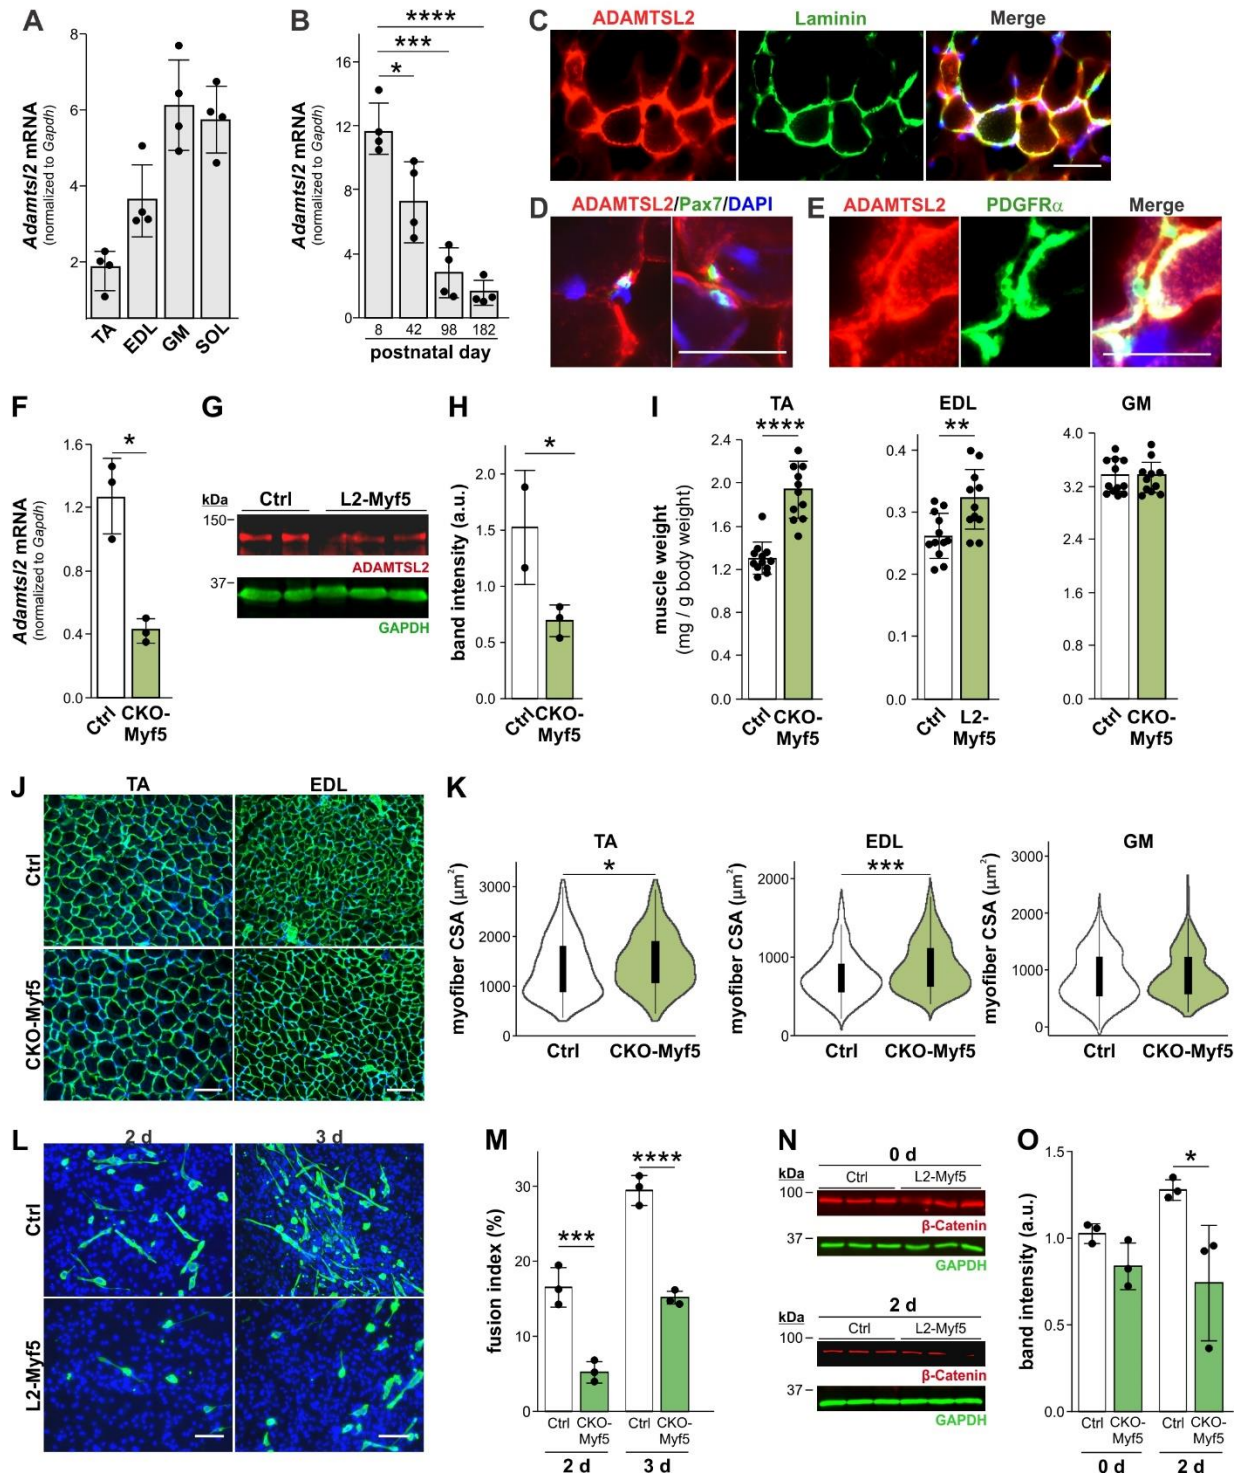 A
Adamtsl2 mRNA
(normalized to Gapdh)
8
6
4
2
0
TA
EDL
GM
SOL
B
****
***
*
Adamtsl2 mRNA
(normalized to Gapdh)
16
12
8
4
0
8 42 98 182
postnatal day
C
ADAMTSL2
Laminin
Merge
D
ADAMTSL2/Pax7/DAPI
E
ADAMTSL2
PDGFRα
Merge
F
*
Adamtsl2 mRNA
(normalized to Gapdh)
1.6
1.2
0.8
0.4
0.0
Ctrl
CKO-
Myf5
G
kDa
Ctrl
L2-Myf5
150
ADAMTSL2
37
GAPDH
H
*
band intensity (a.u.)
2.0
1.5
1.0
0.5
0.0
Ctrl
CKO-
Myf5
I
muscle weight
(mg / g body weight)
TA
****
2.4
2.0
1.6
1.2
0.0
Ctrl
CKO-
Myf5
EDL
**
0.4
0.3
0.2
0.1
0.0
Ctrl
L2-
Myf5
GM
4.0
3.2
2.4
1.6
0.8
0.0
Ctrl
CKO-
Myf5
J
TA
EDL
Ctrl
CKO-Myf5
K
TA
*
myofiber CSA (μm²)
3000
2000
1000
0
Ctrl
CKO-Myf5
EDL
***
myofiber CSA (μm²)
2000
1000
0
Ctrl
CKO-Myf5
GM
myofiber CSA (μm²)
3000
2000
1000
0
Ctrl
CKO-Myf5
L
2 d
3 d
Ctrl
L2-Myf5
M
****
***
fusion index (%)
30
20
10
0
Ctrl
CKO-
Myf5
Ctrl
CKO-
Myf5
2 d
3 d
N
0 d
kDa
Ctrl
L2-Myf5
100
β-Catenin
37
GAPDH
2 d
kDa
Ctrl
L2-Myf5
100
β-Catenin
37
GAPDH
O
*
band intensity (a.u.)
1.5
1.0
0.5
0.0
Ctrl
CKO-
Myf5
Ctrl
CKO-
Myf5
0 d
2 d